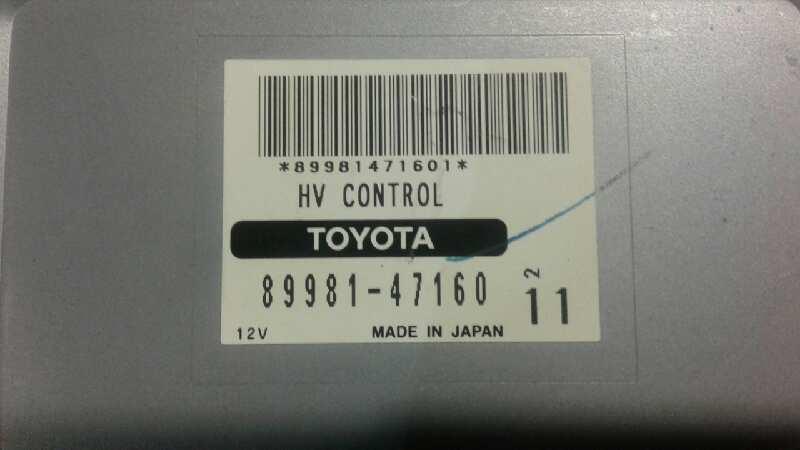 *89981471601*
HV CONTROL
TOYOTA
89981-47160
2
11
12V
MADE IN JAPAN